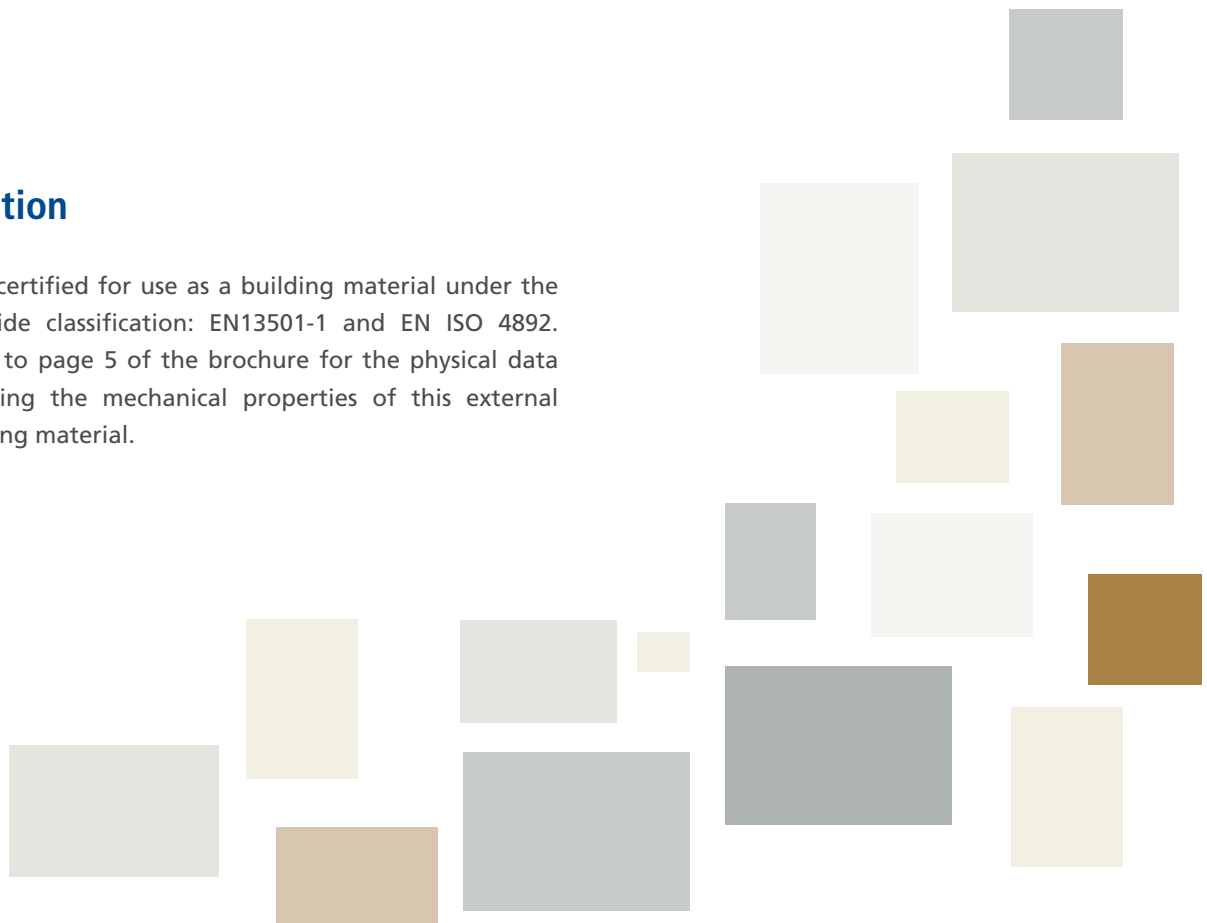 tion
certified for use as a building material under the
ide classification: EN13501-1 and EN ISO 4892.
to page 5 of the brochure for the physical data
ing the mechanical properties of this external
ng material.